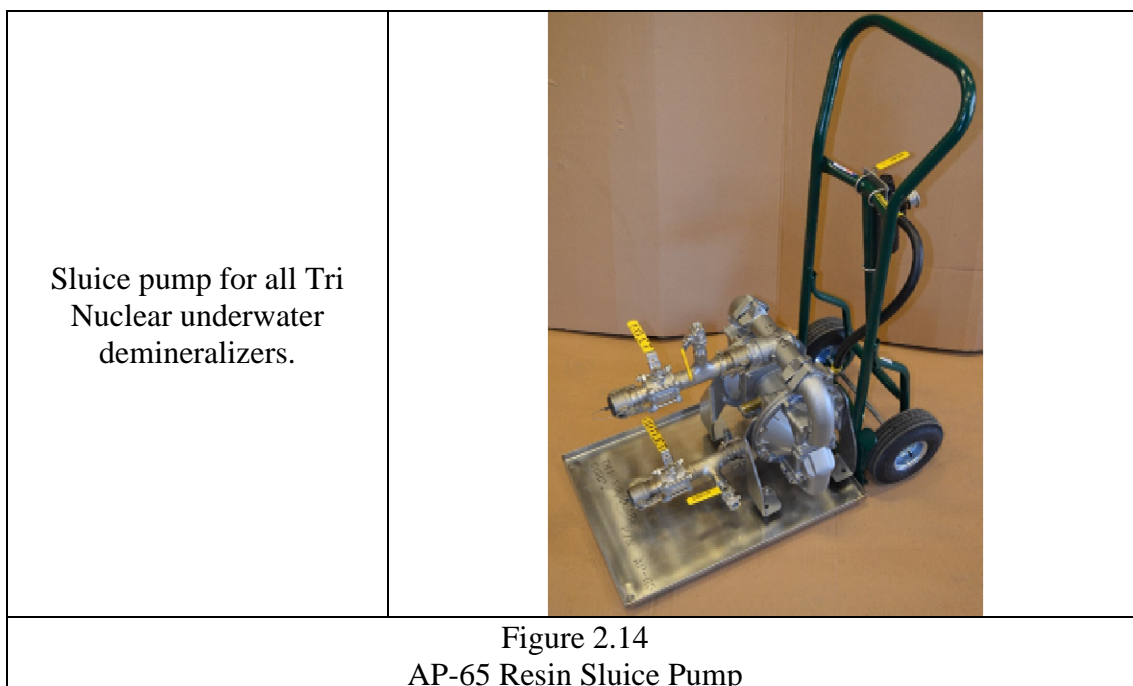 Sluice pump for all Tri
Nuclear underwater
demineralizers.
Figure 2.14
AP-65 Resin Sluice Pump